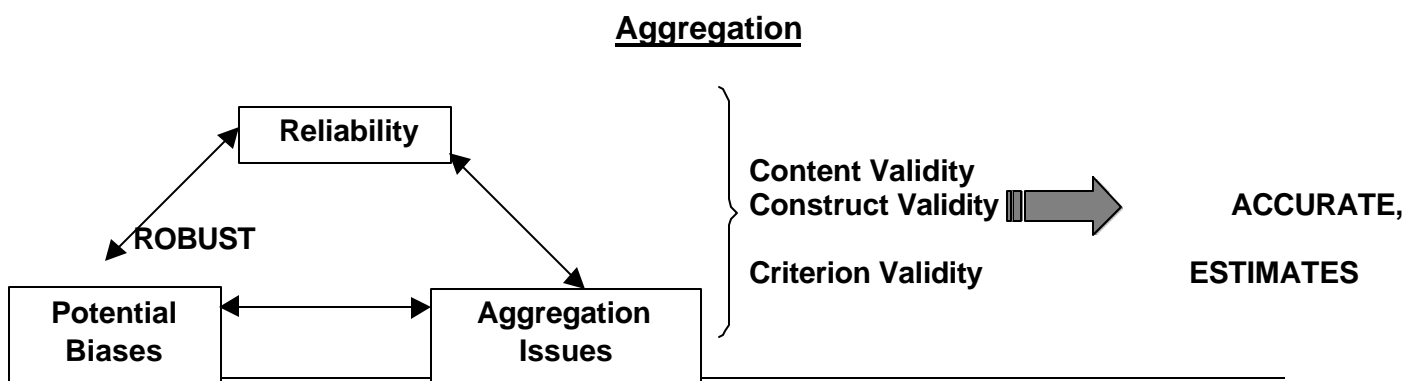 Aggregation
Reliability
Content Validity
Construct Validity ACCURATE,
ROBUST
Criterion Validity ESTIMATES
Potential
Biases
Aggregation
Issues